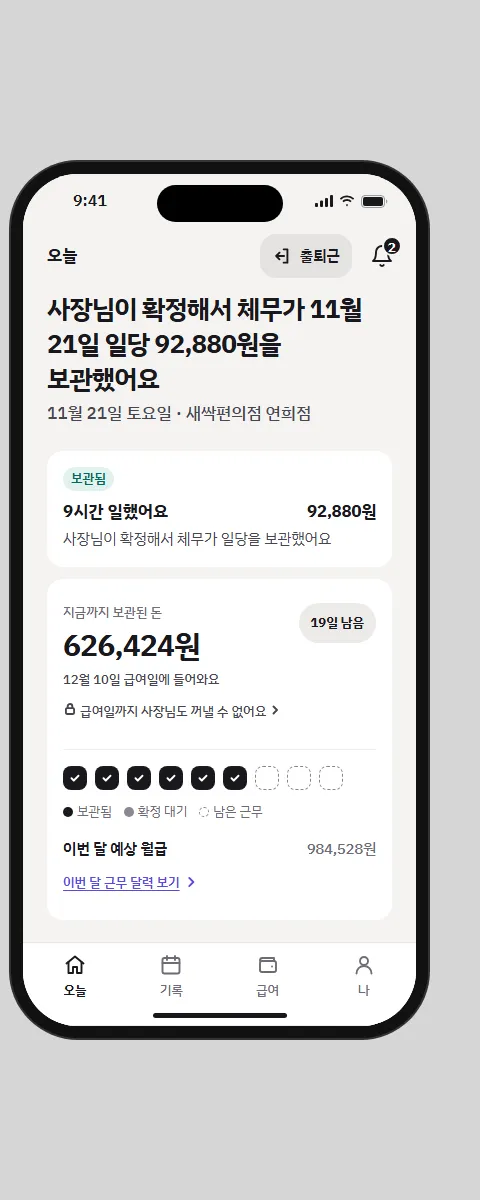 9:41
오늘
출퇴근
2
사장님이 확정해서 체무가 11월
21일 일당 92,880원을
보관했어요
11월 21일 토요일 · 새싹편의점 연희점
보관됨
9시간 일했어요
92,880원
사장님이 확정해서 체무가 일당을 보관했어요
지금까지 보관된 돈
19일 남음
626,424원
12월 10일 급여일에 들어와요
급여일까지 사장님도 꺼낼 수 없어요
보관됨
확정 대기
남은 근무
이번 달 예상 월급
984,528원
이번 달 근무 달력 보기
오늘
기록
급여
나